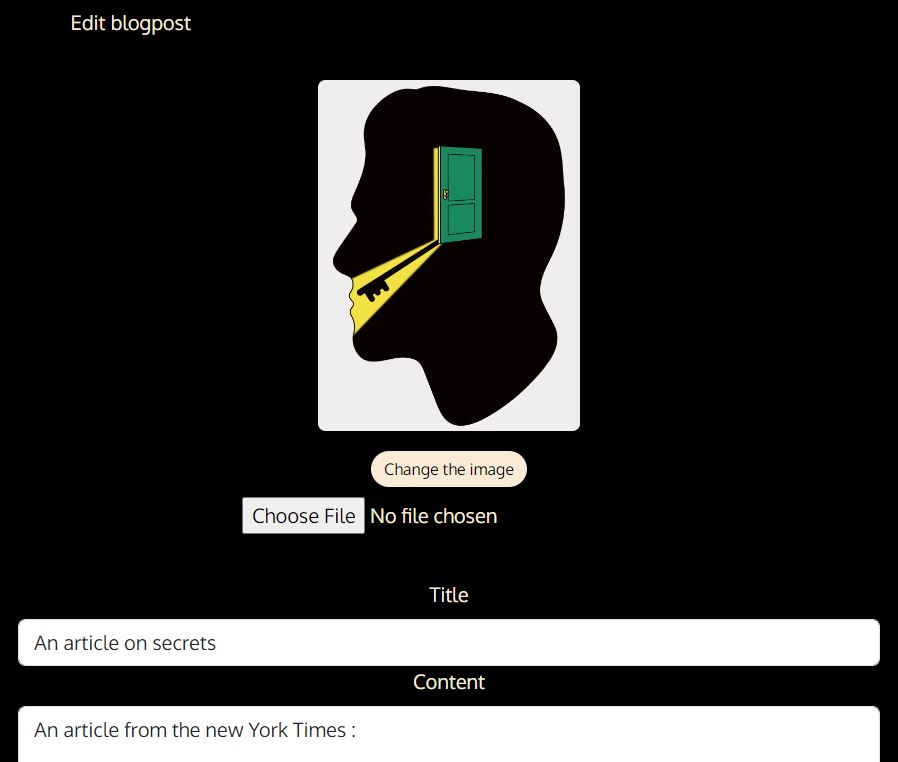 Edit blogpost
Change the image
Choose File No file chosen
Title
An article on secrets
Content
An article from the new York Times :